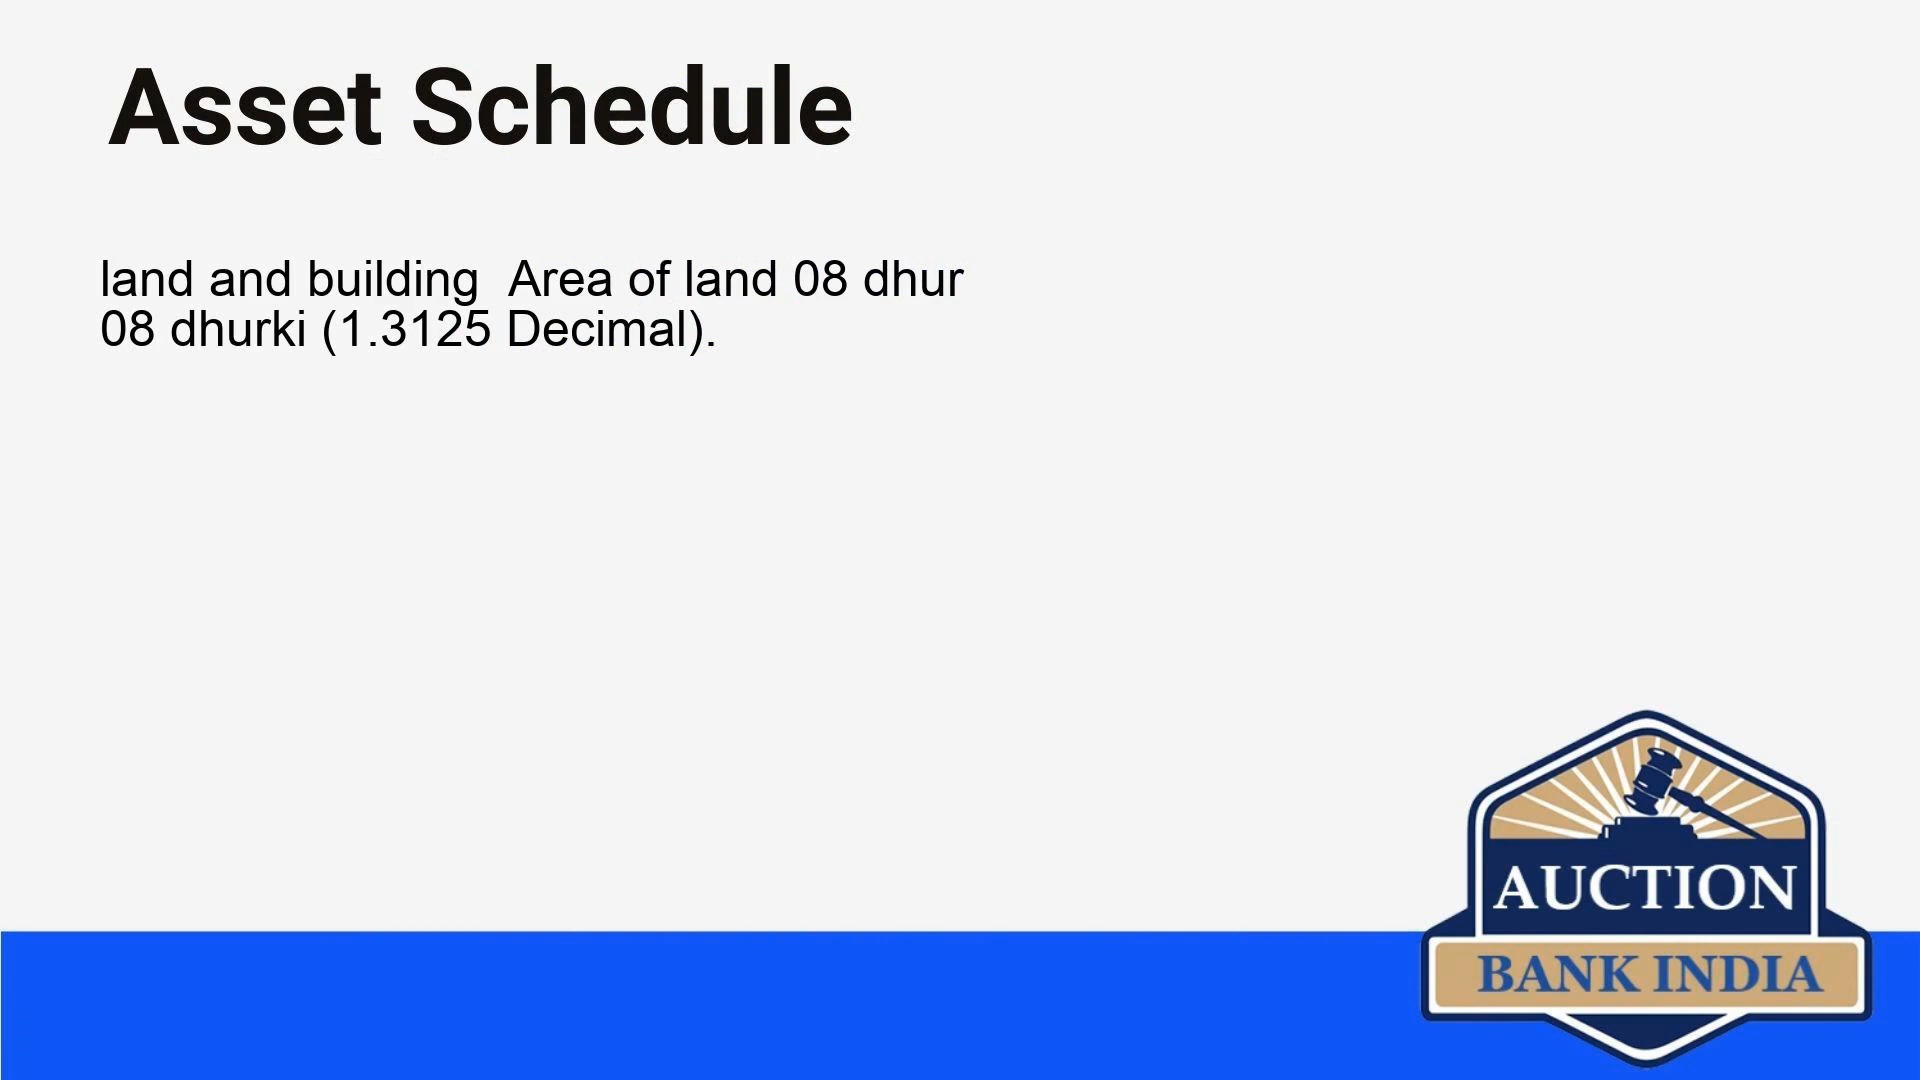 Asset Schedule
land and building  Area of land 08 dhur
08 dhurki (1.3125 Decimal).
AUCTION
BANK INDIA